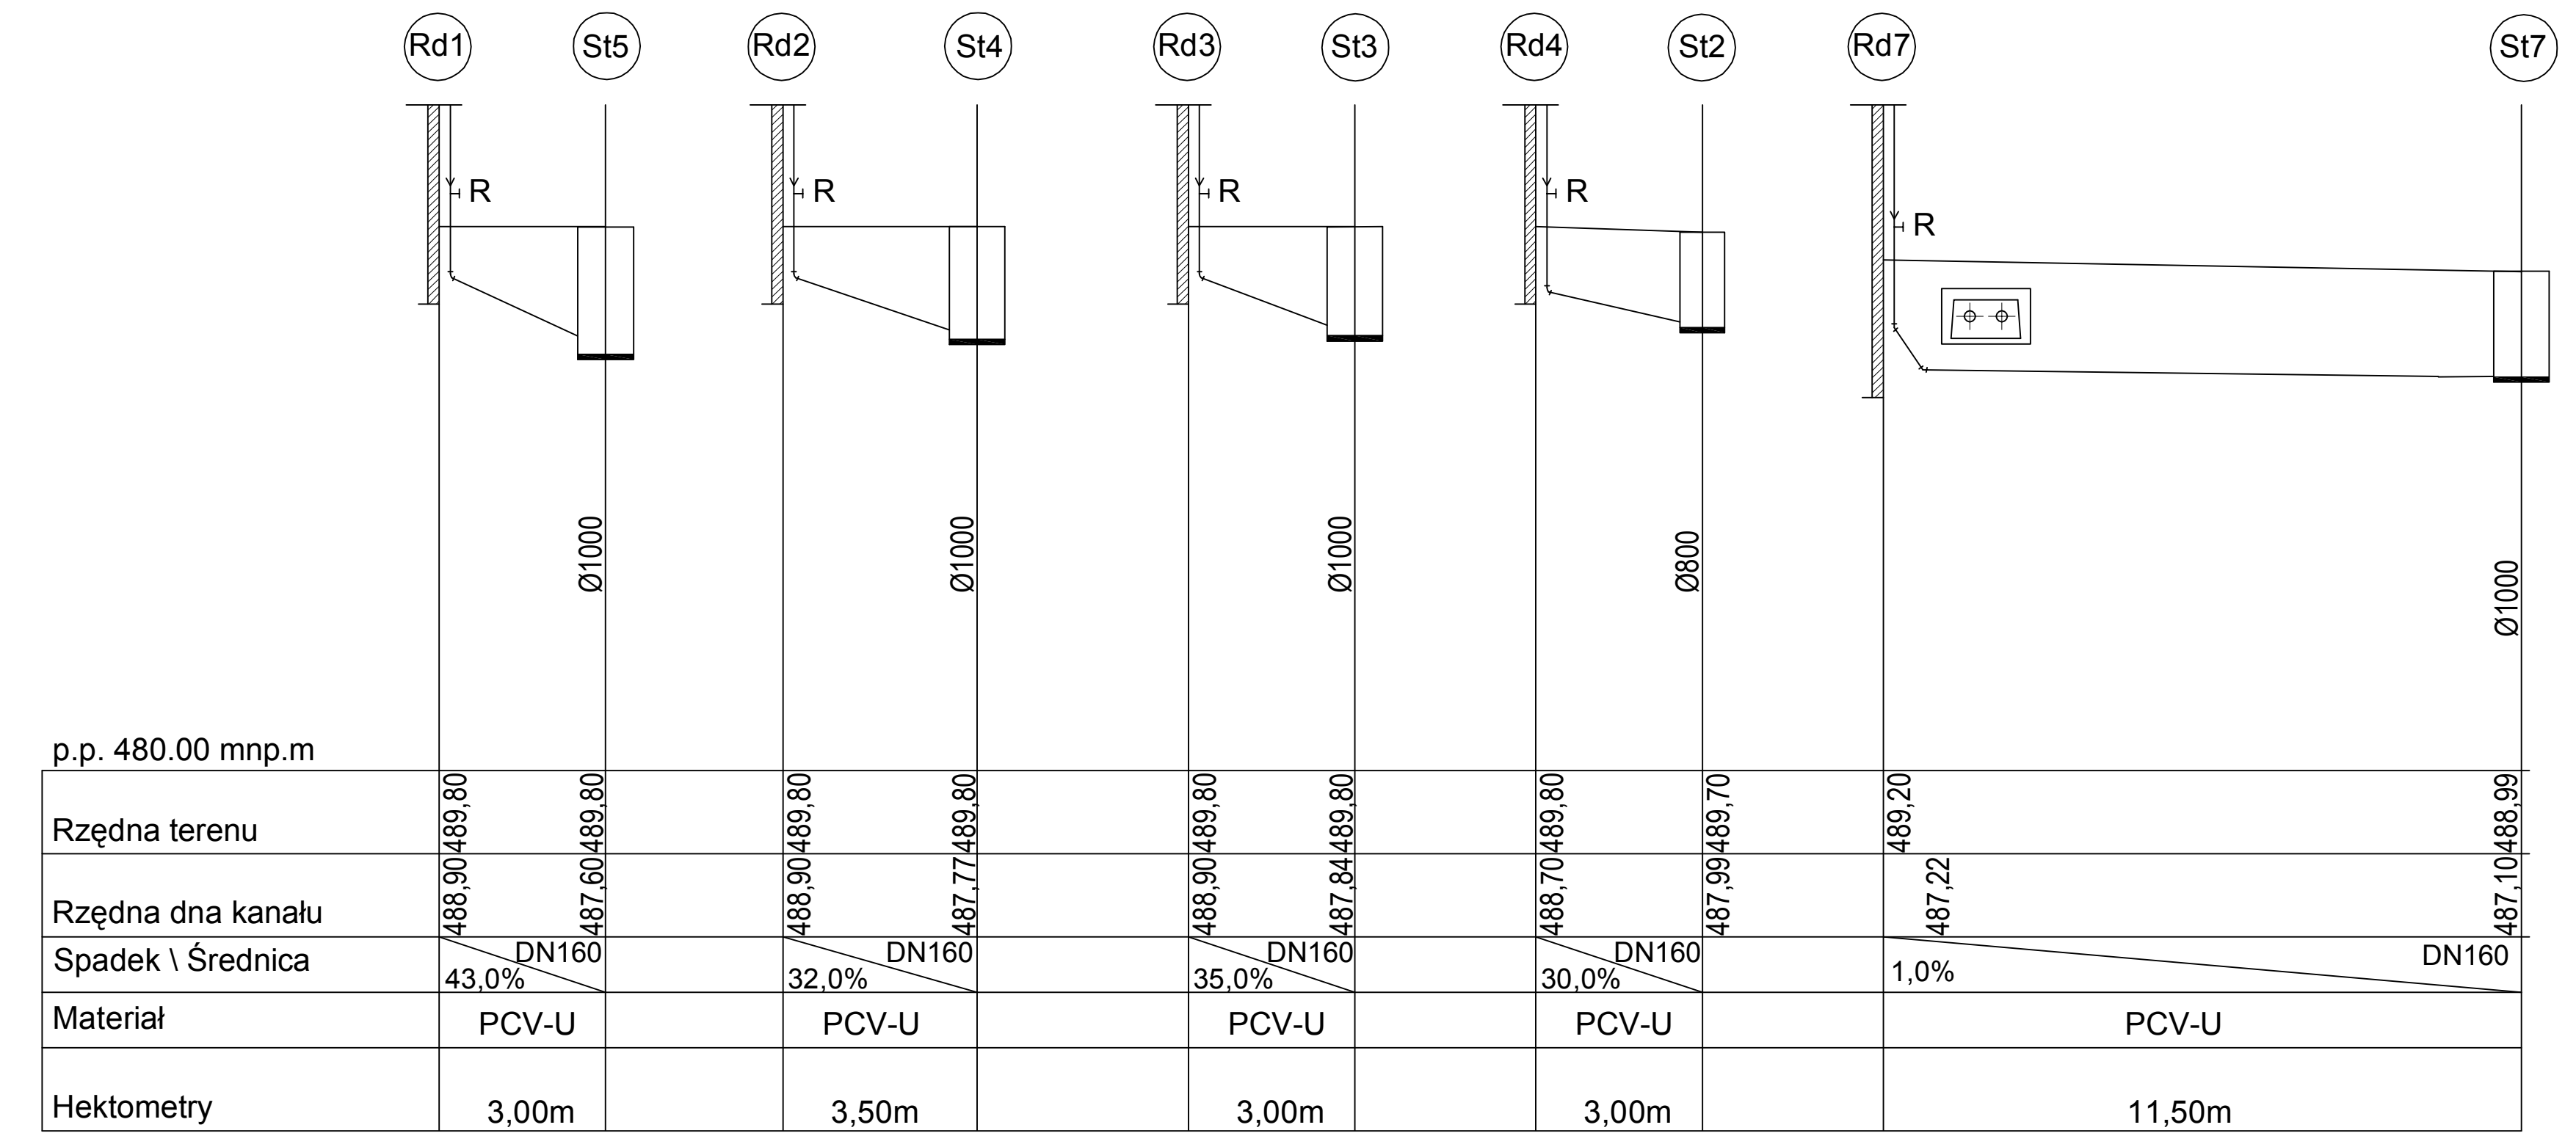 Rd1 St5 Rd2 St4 Rd3 St3 Rd4 St2 Rd7 St7
R R R R R
Ø1000 Ø1000 Ø1000 Ø800 Ø1000
p.p. 480.00 mnp.m
Rzędna terenu 489,80 489,80 489,80 489,80 489,80 489,80 489,80 489,70 489,20 488,99
Rzędna dna kanału 488,90 487,60 488,90 487,77 488,90 487,84 488,70 487,99 487,22 487,10
Spadek \ Średnica 43,0% DN160 32,0% DN160 35,0% DN160 30,0% DN160 1,0% DN160
Materiał PCV-U PCV-U PCV-U PCV-U PCV-U
Hektometry 3,00m 3,50m 3,00m 3,00m 11,50m